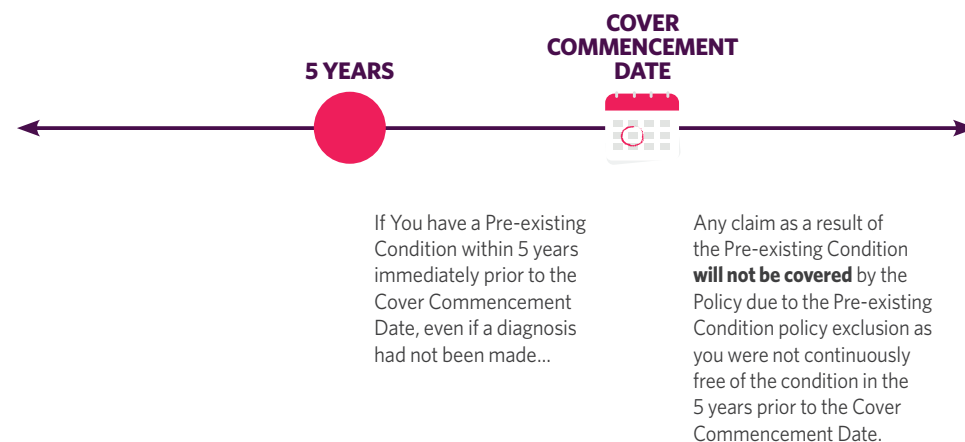 5 YEARS
COVER
COMMENCEMENT
DATE
If You have a Pre-existing
Condition within 5 years
immediately prior to the
Cover Commencement
Date, even if a diagnosis
had not been made...
Any claim as a result of
the Pre-existing Condition
will not be covered by the
Policy due to the Pre-existing
Condition policy exclusion as
you were not continuously
free of the condition in the
5 years prior to the Cover
Commencement Date.